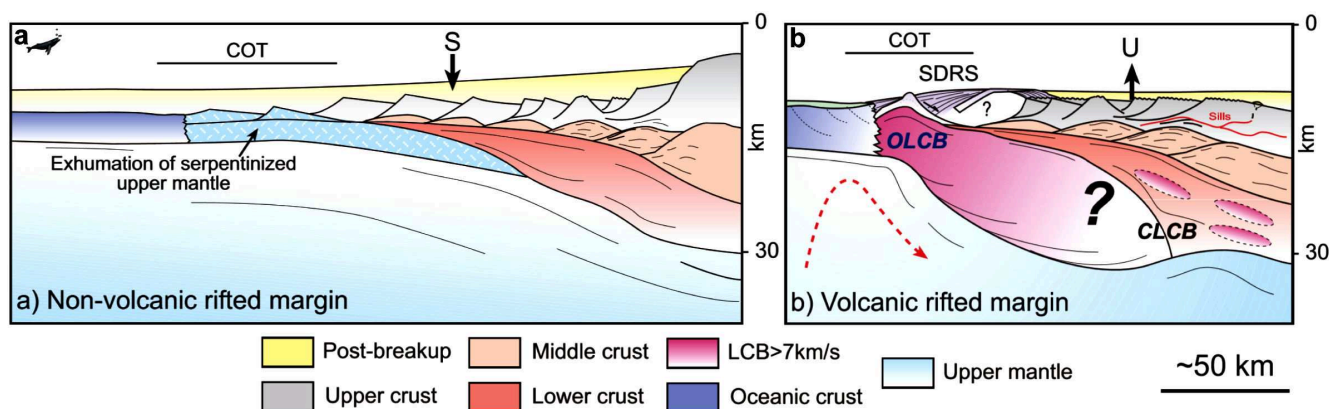 a
COT
S
Exhumation of serpentinized
upper mantle
a) Non-volcanic rifted margin
0
km
30
b
COT
SDRS
U
?
Sills
OLCB
?
CLCB
b) Volcanic rifted margin
0
km
30
Post-breakup
Middle crust
LCB>7km/s
Upper mantle
~50 km
Upper crust
Lower crust
Oceanic crust